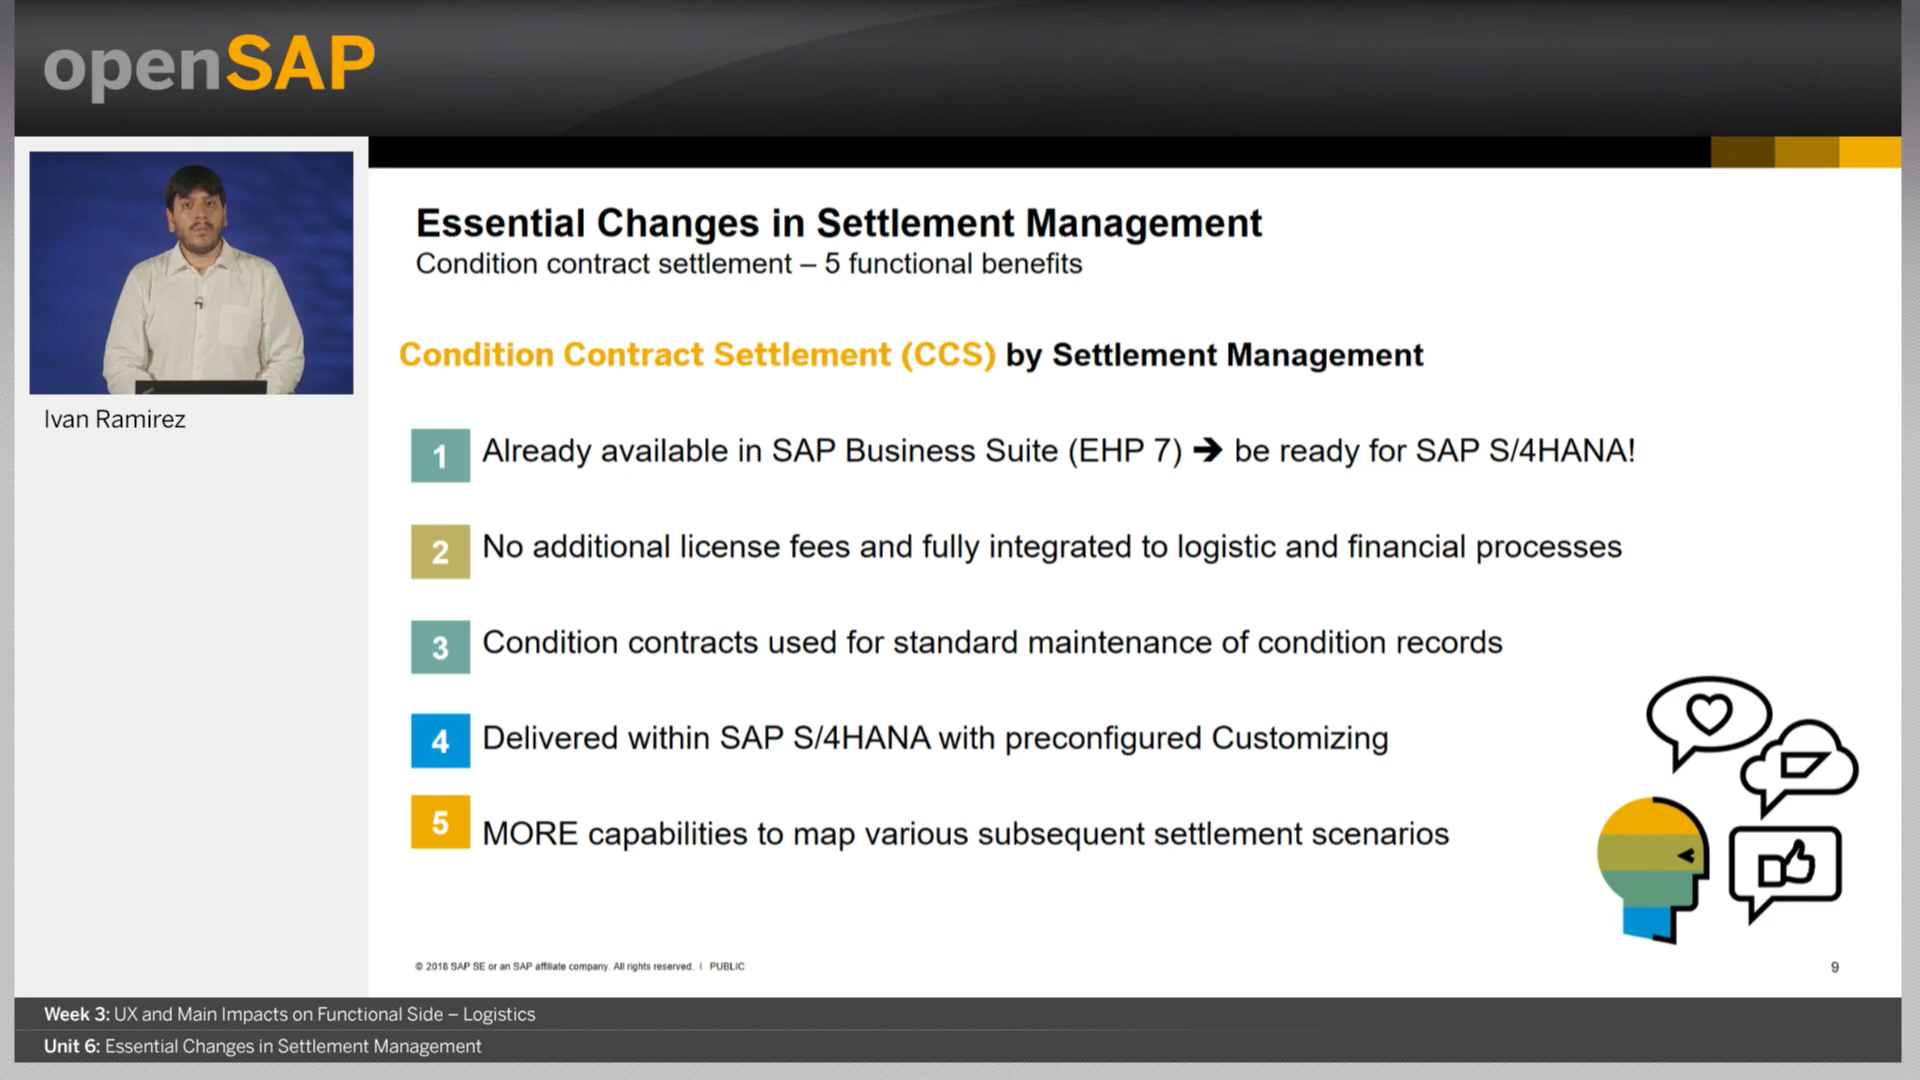 openSAP
Ivan Ramirez
Essential Changes in Settlement Management
Condition contract settlement – 5 functional benefits
Condition Contract Settlement (CCS) by Settlement Management
1 Already available in SAP Business Suite (EHP 7) ➔ be ready for SAP S/4HANA!
2 No additional license fees and fully integrated to logistic and financial processes
3 Condition contracts used for standard maintenance of condition records
4 Delivered within SAP S/4HANA with preconfigured Customizing
5 MORE capabilities to map various subsequent settlement scenarios
© 2018 SAP SE or an SAP affiliate company. All rights reserved. | PUBLIC
9
Week 3: UX and Main Impacts on Functional Side – Logistics
Unit 6: Essential Changes in Settlement Management